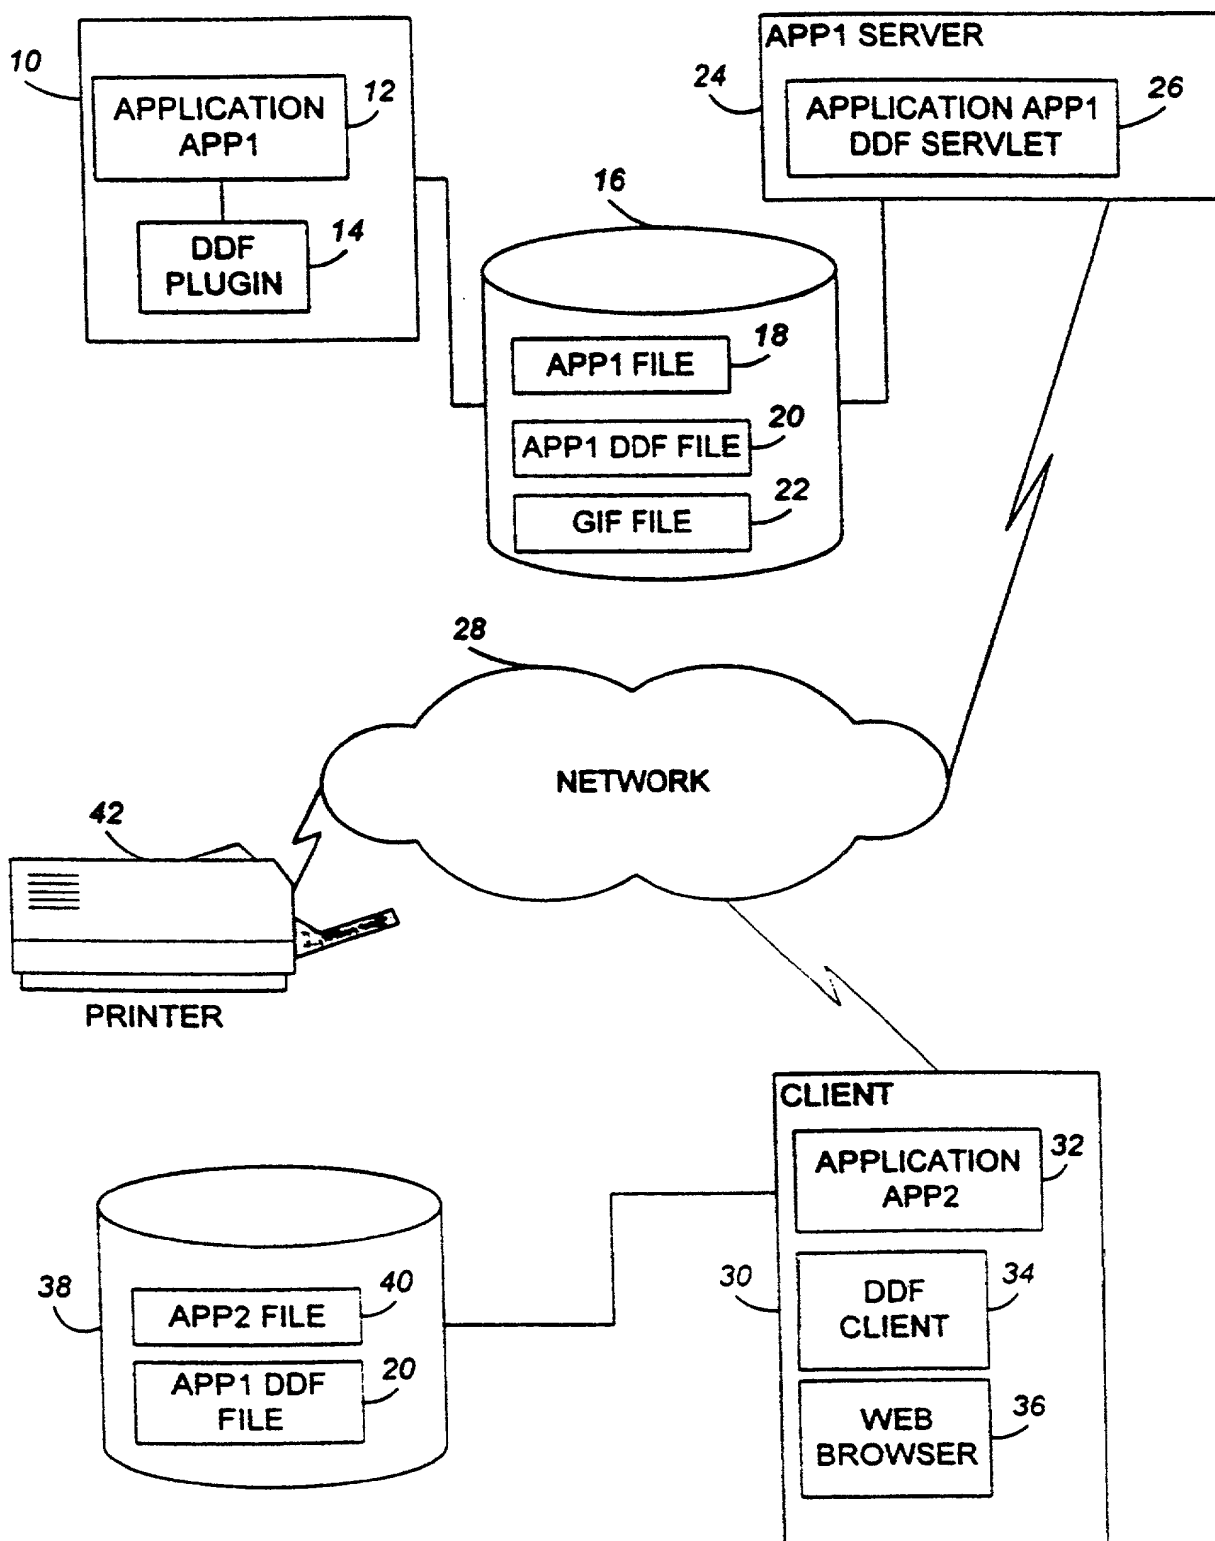 10
APPLICATION
APP1
12
DDF
PLUGIN
14
APP1 SERVER
24
APPLICATION APP1
DDF SERVLET
26
16
APP1 FILE
18
APP1 DDF FILE
20
GIF FILE
22
28
NETWORK
42
PRINTER
CLIENT
APPLICATION
APP2
32
30
DDF
CLIENT
34
WEB
BROWSER
36
38
APP2 FILE
40
APP1 DDF
FILE
20